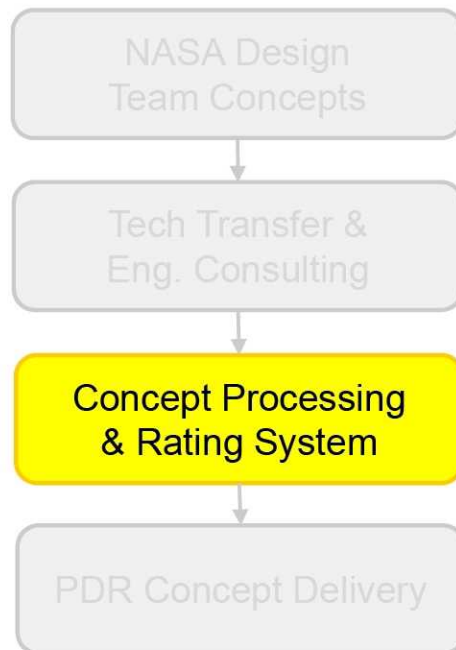 NASA Design
Team Concepts
Tech Transfer &
Eng. Consulting
Concept Processing
& Rating System
PDR Concept Delivery